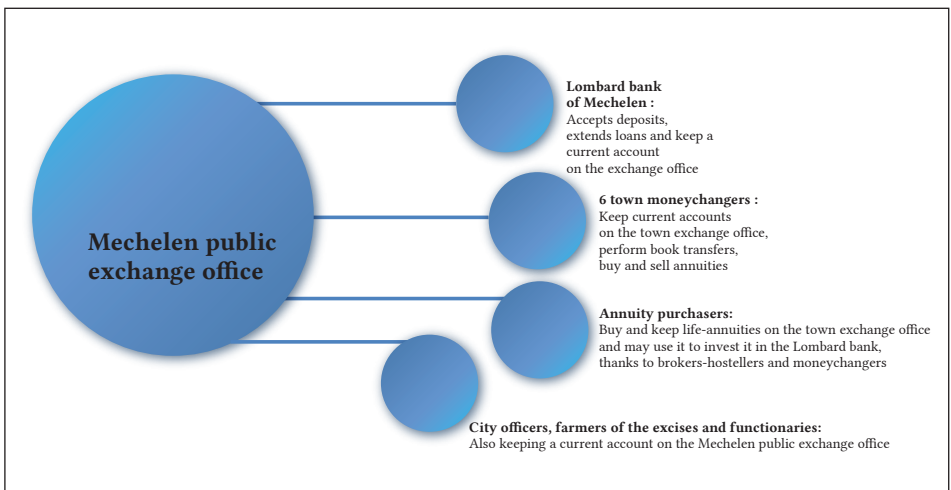 Lombard bank
of Mechelen :
Accepts deposits,
extends loans and keep a
current account
on the exchange office
6 town moneychangers :
Keep current accounts
on the town exchange office,
perform book transfers,
buy and sell annuities
Mechelen public
exchange office
Annuity purchasers:
Buy and keep life-annuities on the town exchange office
and may use it to invest it in the Lombard bank,
thanks to brokers-hostellers and moneychangers
City officers, farmers of the excises and functionaries:
Also keeping a current account on the Mechelen public exchange office